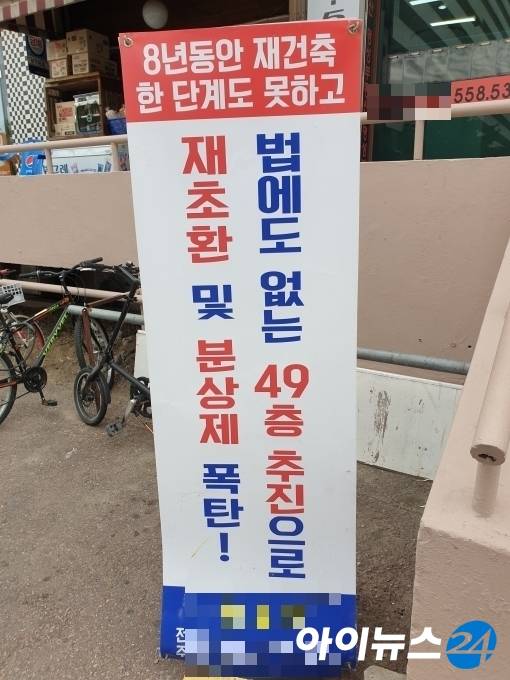 8년동안 재건축
한 단계도 못하고
법에도 없는 49층 추진으로
재초환 및 분상제 폭탄!
558.53
아이뉴스24